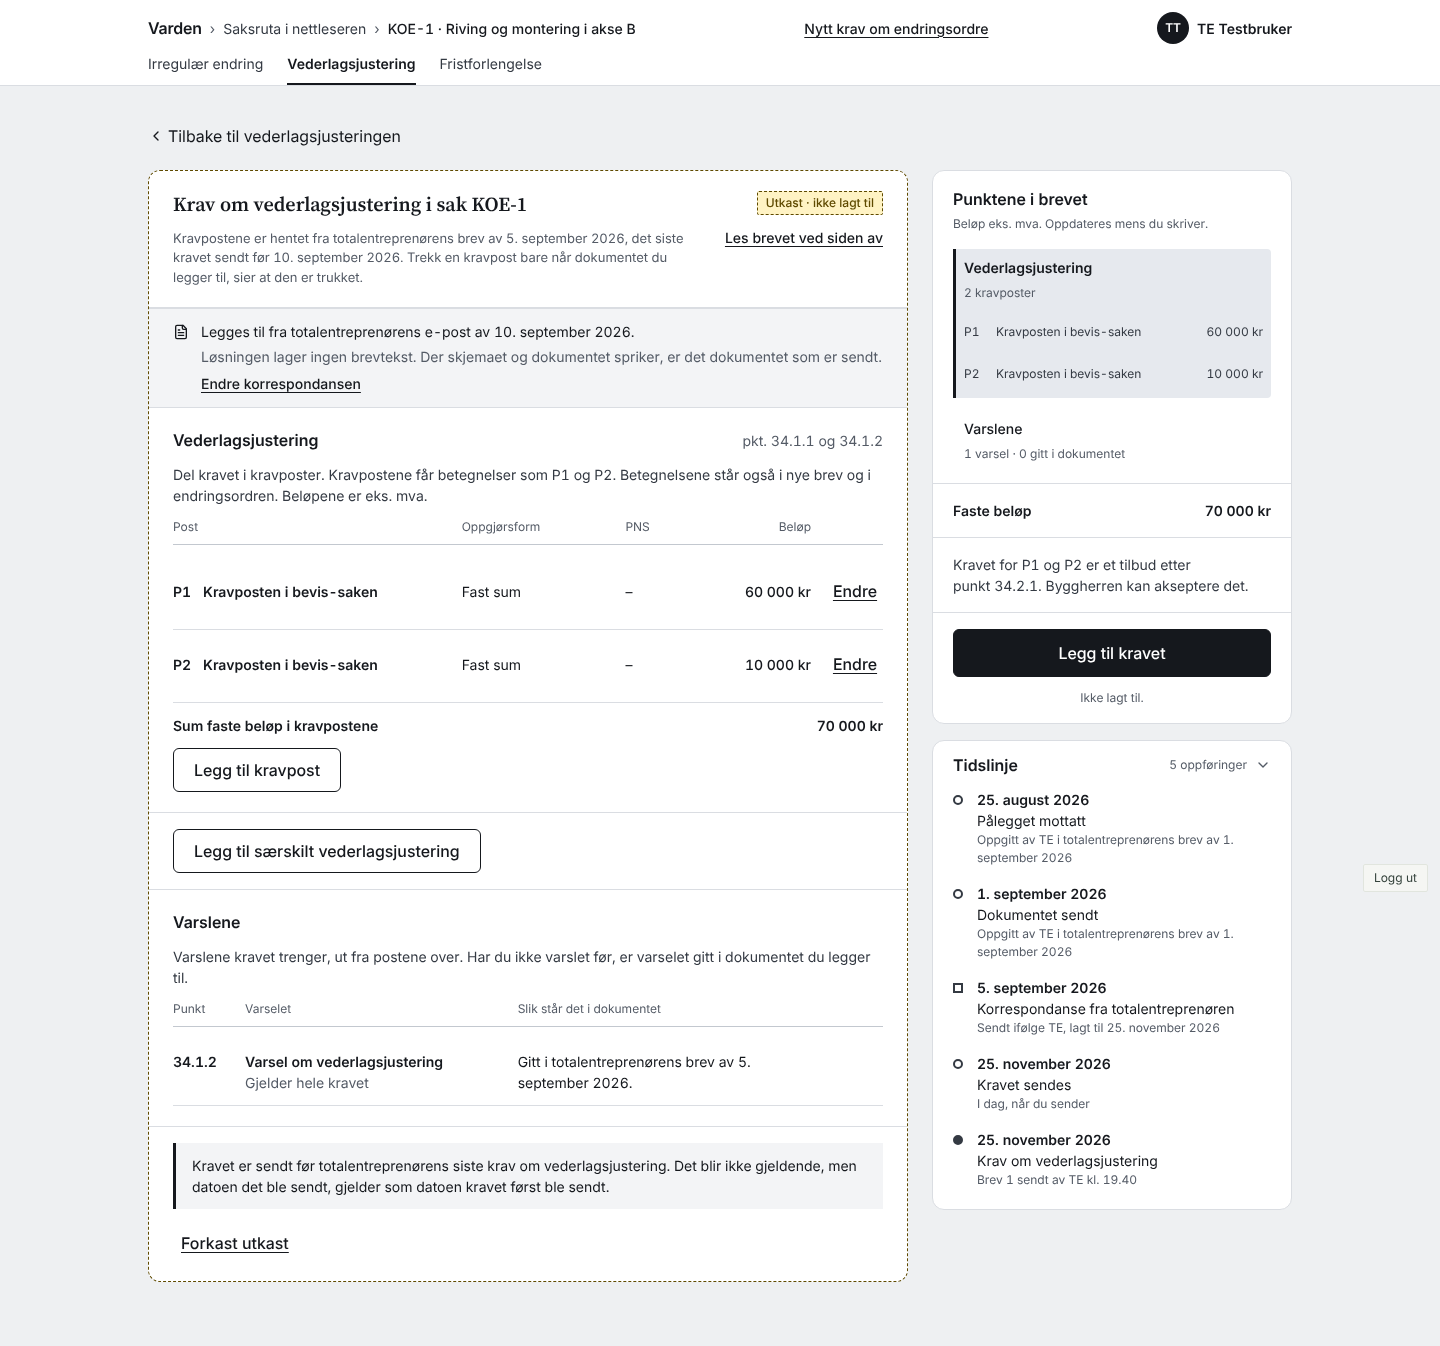 Varden › Saksruta i nettleseren › KOE-1 · Riving og montering i akse B
Nytt krav om endringsordre
TT TE Testbruker
Irregulær endring Vederlagsjustering Fristforlengelse
Tilbake til vederlagsjusteringen
Krav om vederlagsjustering i sak KOE-1
Utkast · ikke lagt til
Kravpostene er hentet fra totalentreprenørens brev av 5. september 2026, det siste
kravet sendt før 10. september 2026. Trekk en kravpost bare når dokumentet du
legger til, sier at den er trukket.
Les brevet ved siden av
Legges til fra totalentreprenørens e-post av 10. september 2026.
Løsningen lager ingen brevtekst. Der skjemaet og dokumentet spriker, er det dokumentet som er sendt.
Endre korrespondansen
Vederlagsjustering pkt. 34.1.1 og 34.1.2
Del kravet i kravposter. Kravpostene får betegnelser som P1 og P2. Betegnelsene står også i nye brev og i
endringsordren. Beløpene er eks. mva.
Post Oppgjørsform PNS Beløp
P1 Kravposten i bevis-saken Fast sum – 60 000 kr Endre
P2 Kravposten i bevis-saken Fast sum – 10 000 kr Endre
Sum faste beløp i kravpostene 70 000 kr
Legg til kravpost
Legg til særskilt vederlagsjustering
Varslene
Varslene kravet trenger, ut fra postene over. Har du ikke varslet før, er varselet gitt i dokumentet du legger
til.
Punkt Varselet Slik står det i dokumentet
34.1.2 Varsel om vederlagsjustering Gitt i totalentreprenørens brev av 5.
Gjelder hele kravet september 2026.
Kravet er sendt før totalentreprenørens siste krav om vederlagsjustering. Det blir ikke gjeldende, men
datoen det ble sendt, gjelder som datoen kravet først ble sendt.
Forkast utkast
Punktene i brevet
Beløp eks. mva. Oppdateres mens du skriver.
Vederlagsjustering
2 kravposter
P1 Kravposten i bevis-saken 60 000 kr
P2 Kravposten i bevis-saken 10 000 kr
Varslene
1 varsel · 0 gitt i dokumentet
Faste beløp 70 000 kr
Kravet for P1 og P2 er et tilbud etter
punkt 34.2.1. Byggherren kan akseptere det.
Legg til kravet
Ikke lagt til.
Tidslinje 5 oppføringer
25. august 2026
Pålegget mottatt
Oppgitt av TE i totalentreprenørens brev av 1.
september 2026
1. september 2026
Dokumentet sendt
Oppgitt av TE i totalentreprenørens brev av 1.
september 2026
5. september 2026
Korrespondanse fra totalentreprenøren
Sendt ifølge TE, lagt til 25. november 2026
25. november 2026
Kravet sendes
I dag, når du sender
25. november 2026
Krav om vederlagsjustering
Brev 1 sendt av TE kl. 19.40
Logg ut